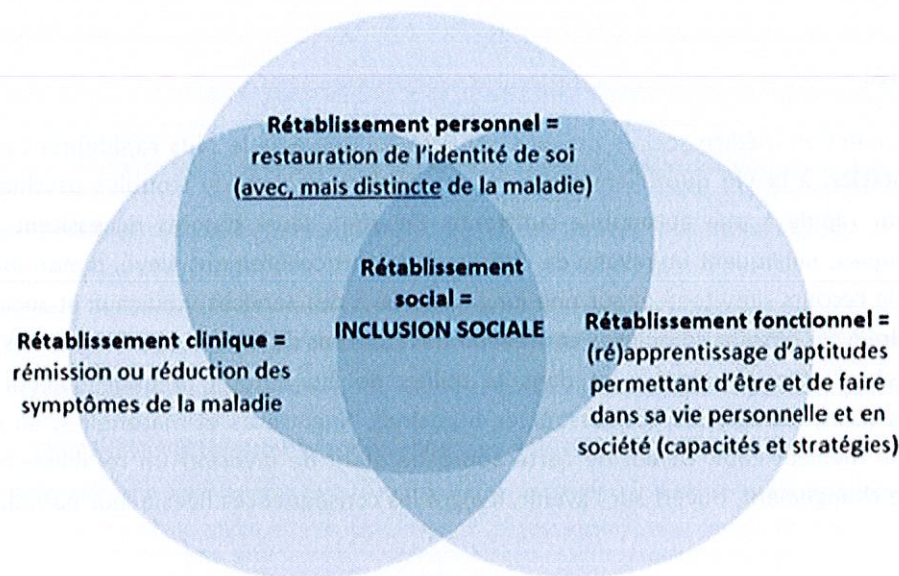 Rétablissement personnel =
restauration de l'identité de soi
(avec, mais distincte de la maladie)
Rétablissement
social =
INCLUSION SOCIALE
Rétablissement clinique =
rémission ou réduction des
symptômes de la maladie
Rétablissement fonctionnel =
(ré)apprentissage d'aptitudes
permettant d'être et de faire
dans sa vie personnelle et en
société (capacités et stratégies)